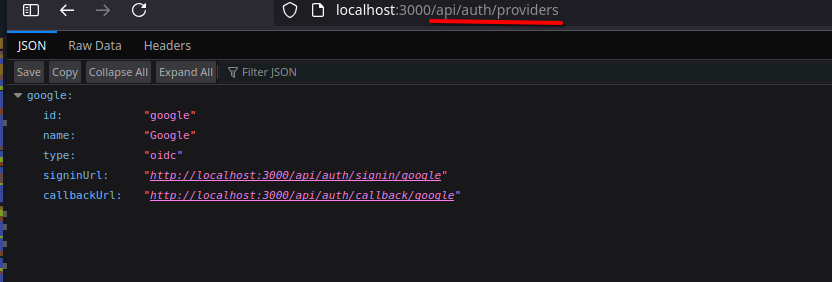 localhost:3000/api/auth/providers
JSON Raw Data Headers
Save Copy Collapse All Expand All Filter JSON
google:
id: "google"
name: "Google"
type: "oidc"
signinUrl: "http://localhost:3000/api/auth/signin/google"
callbackUrl: "http://localhost:3000/api/auth/callback/google"